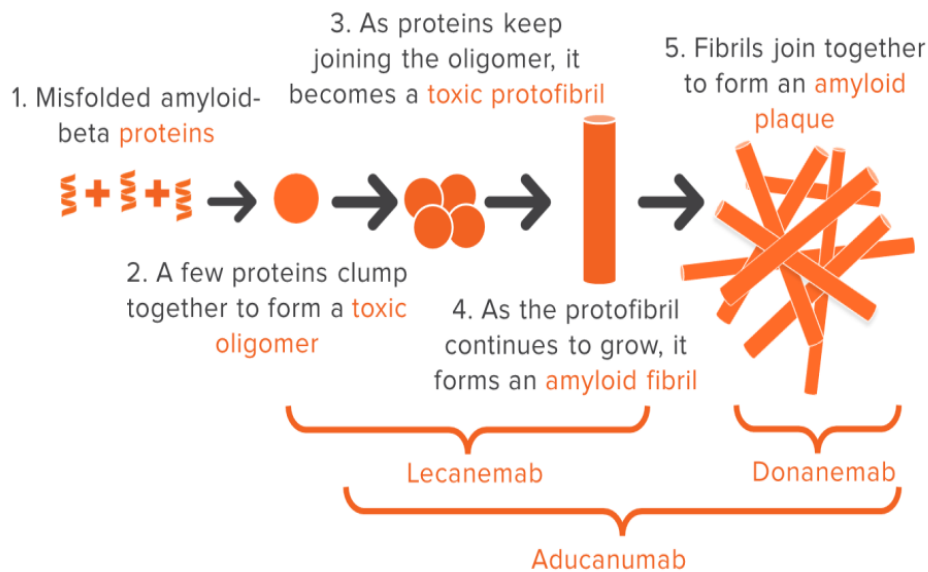 1. Misfolded amyloid-
beta proteins
2. A few proteins clump
together to form a toxic
oligomer
3. As proteins keep
joining the oligomer, it
becomes a toxic protofibril
4. As the protofibril
continues to grow, it
forms an amyloid fibril
5. Fibrils join together
to form an amyloid
plaque
Lecanemab
Donanemab
Aducanumab